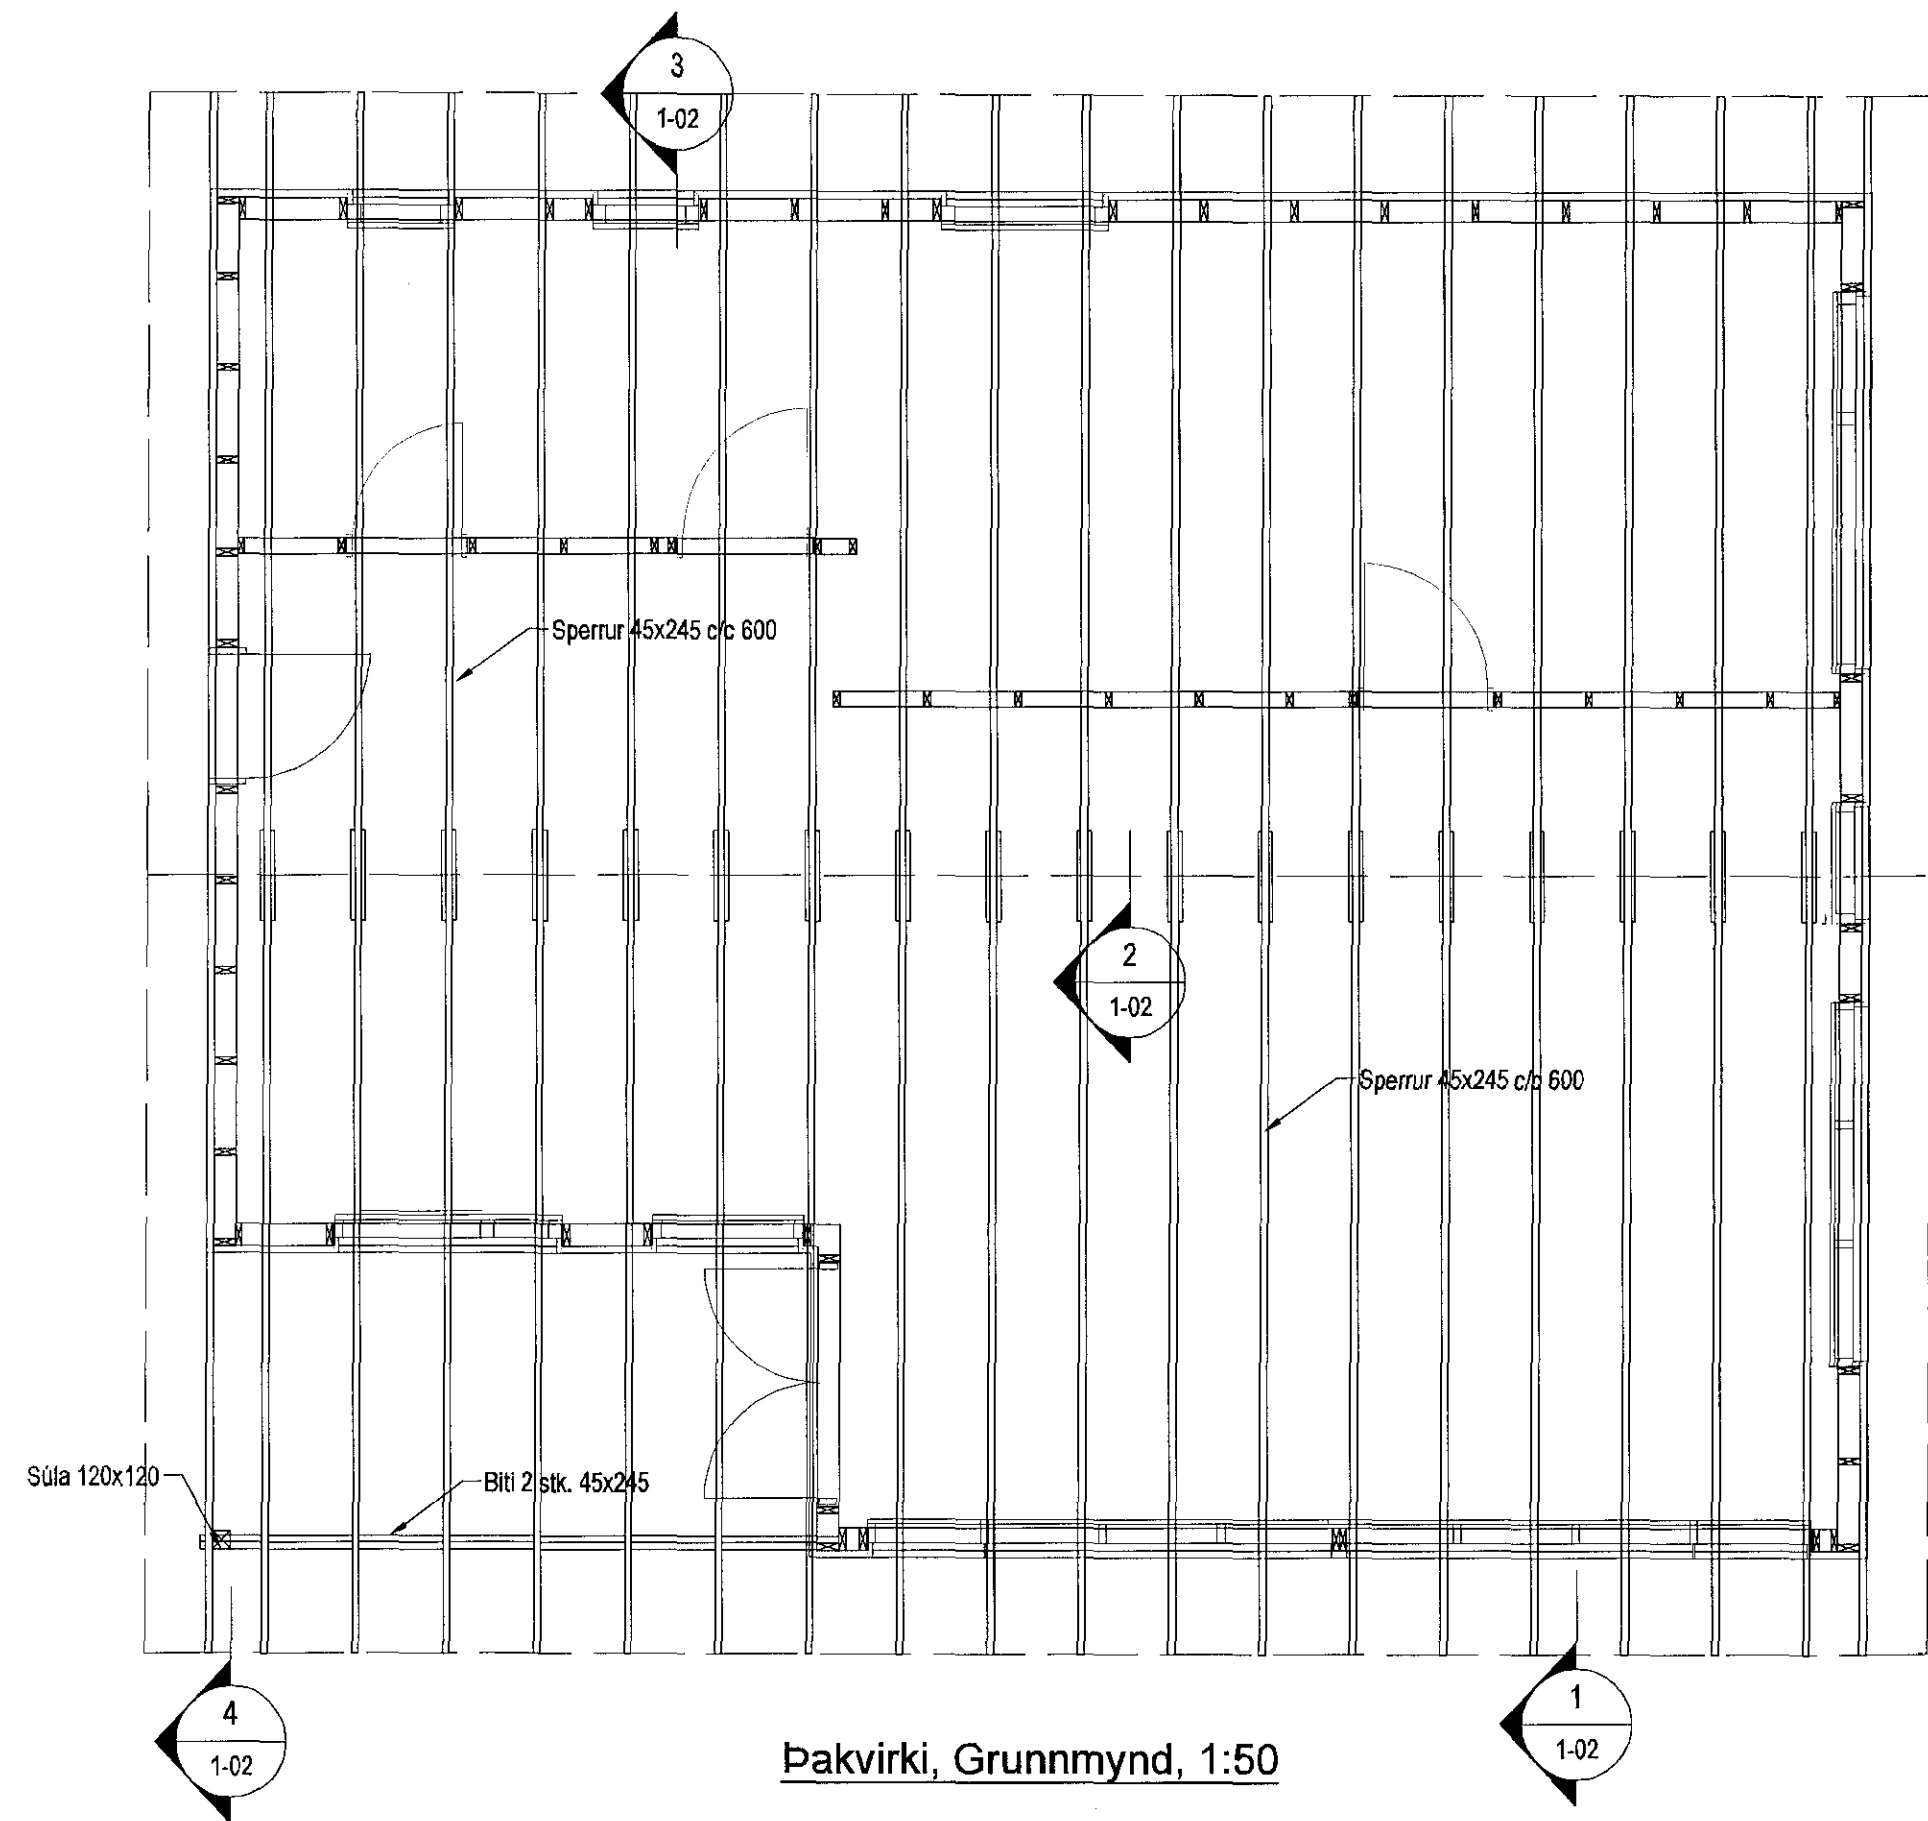 3
1-02
Sperrur 45x245 c/c 600
2
1-02
Sperrur 45x245 c/c 600
Súla 120x120
Biti 2 stk. 45x245
4
1-02
1
1-02
Þakvirki, Grunnmynd, 1:50